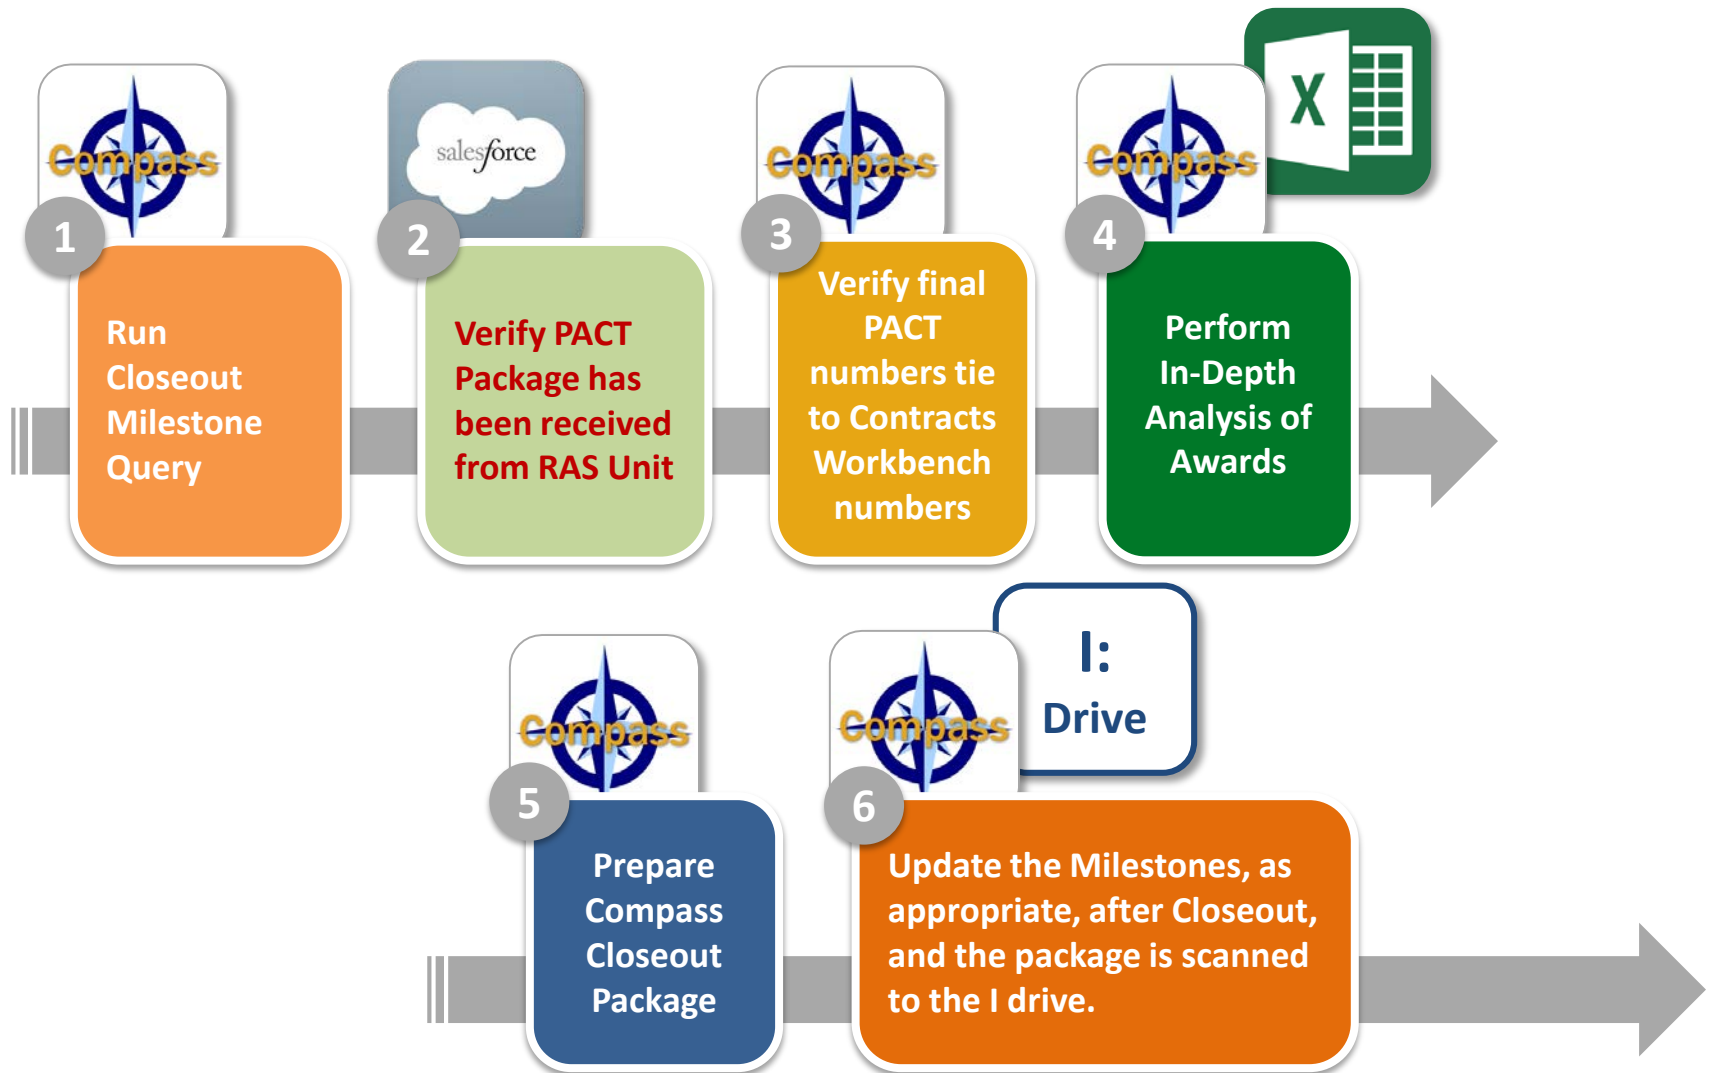 Compass
1
Run
Closeout
Milestone
Query
salesforce
2
Verify PACT
Package has
been received
from RAS Unit
Compass
3
Verify final
PACT
numbers tie
to Contracts
Workbench
numbers
Compass
X
4
Perform
In-Depth
Analysis of
Awards
Compass
5
Prepare
Compass
Closeout
Package
Compass
I:
Drive
6
Update the Milestones, as
appropriate, after Closeout,
and the package is scanned
to the I drive.